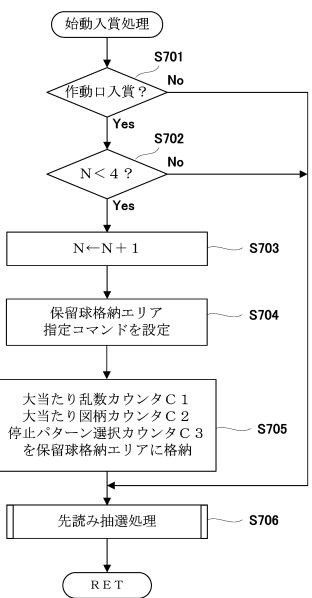 始動入賞処理
S701
作動口入賞？
No
Yes
S702
Ｎ＜４？
No
Yes
Ｎ←Ｎ＋１
S703
保留球格納エリア
指定コマンドを設定
S704
大当たり乱数カウンタＣ１
大当たり図柄カウンタＣ２
停止パターン選択カウンタＣ３
を保留球格納エリアに格納
S705
先読み抽選処理
S706
ＲＥＴ